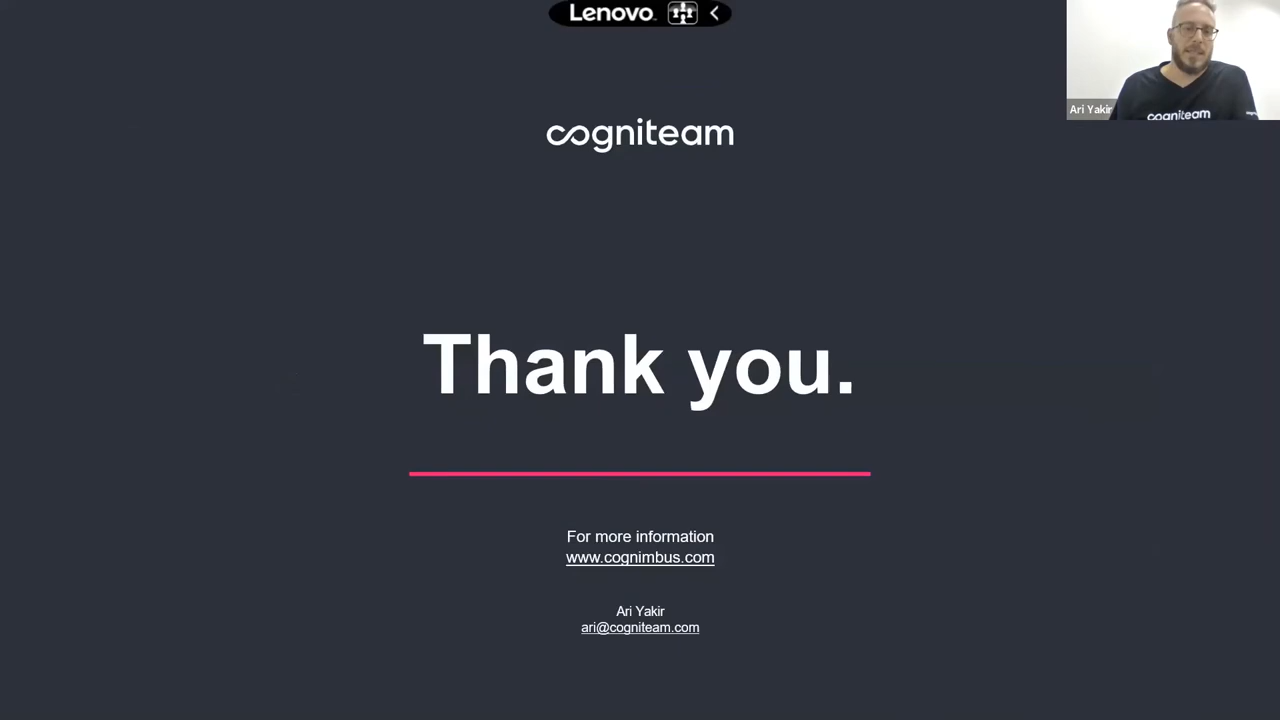 Lenovo
Ari Yakir
cogniteam
cogniteam
Thank you.
For more information
www.cognimbus.com
Ari Yakir
ari@cogniteam.com